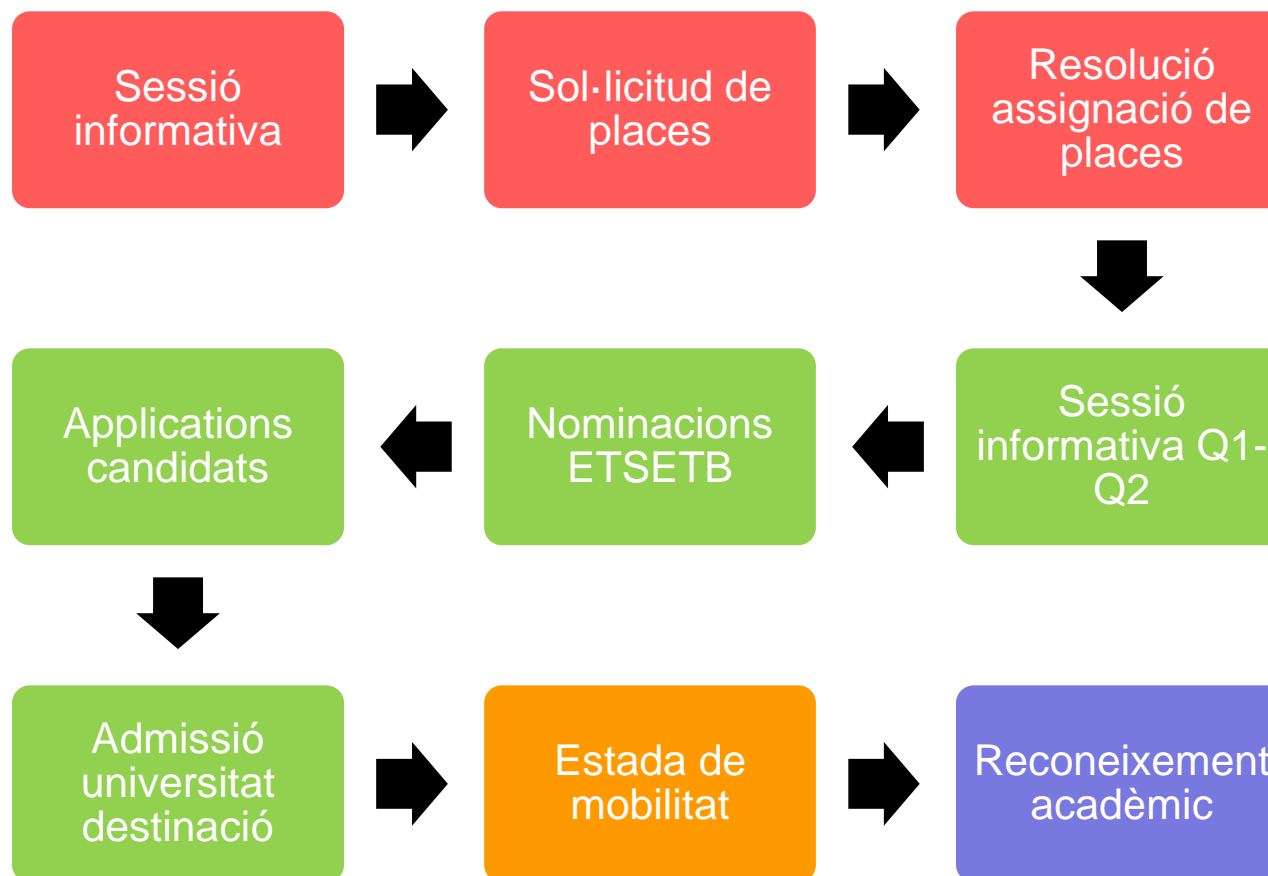 Sessió
informativa
Sol·licitud de
places
Resolució
assignació de
places
Sessió
informativa Q1-
Q2
Nominacions
ETSETB
Applications
candidats
Admissió
universitat
destinació
Estada de
mobilitat
Reconeixement
acadèmic